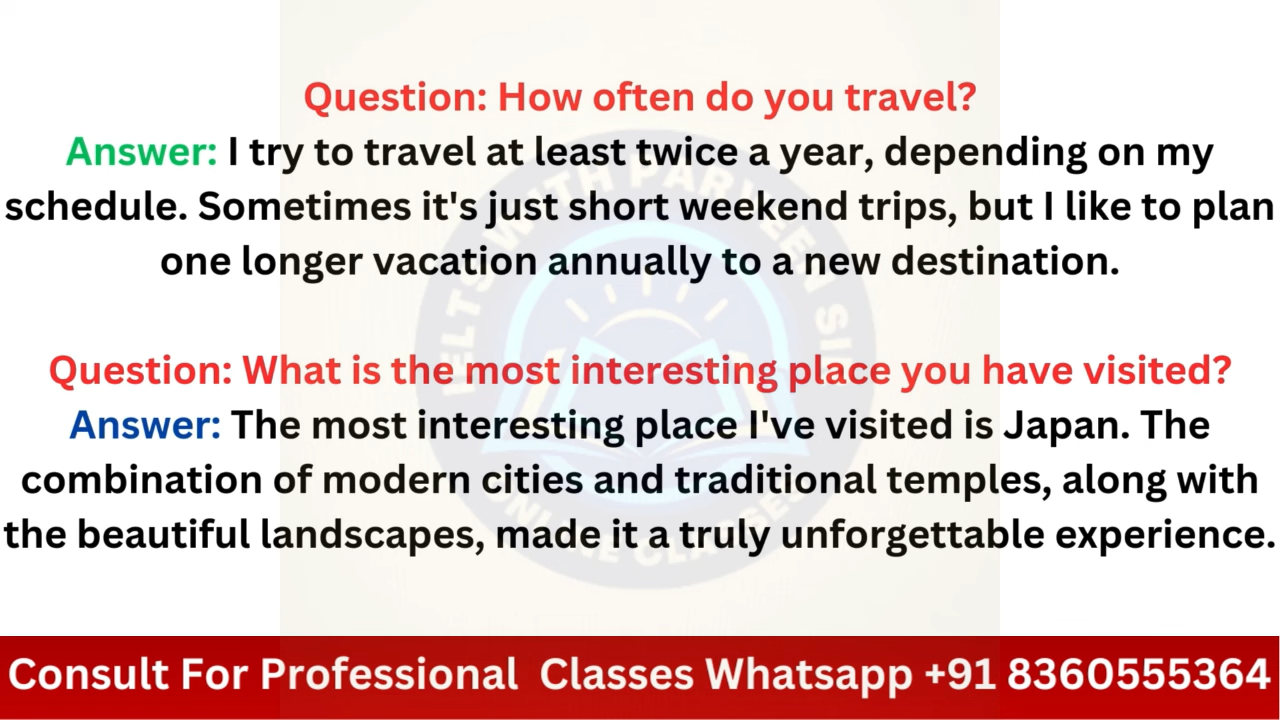 Question: How often do you travel?
Answer: I try to travel at least twice a year, depending on my
schedule. Sometimes it's just short weekend trips, but I like to plan
one longer vacation annually to a new destination.
Question: What is the most interesting place you have visited?
Answer: The most interesting place I've visited is Japan. The
combination of modern cities and traditional temples, along with
the beautiful landscapes, made it a truly unforgettable experience.
IELTS WITH PARVEEN
CLASSES
Consult For Professional Classes Whatsapp +91 8360555364